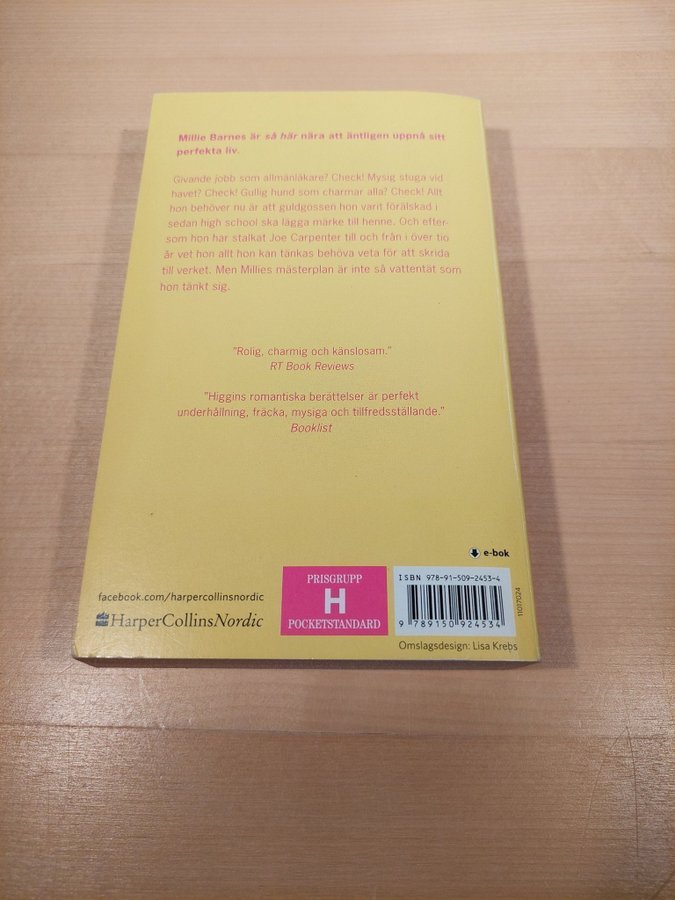 Millie Barnes är så här nära att äntligen uppnå sitt
perfekta liv.
Givande jobb som allmänläkare? Check! Mysig stuga vid
havet? Check! Gullig hund som charmar alla? Check! Allt
hon behöver nu är att guldgossen hon varit förälskad i
sedan high school ska lägga märke till henne. Och efter-
som hon har stalkat Joe Carpenter till och från i över tio
år vet hon allt hon kan tänkas behöva veta för att skrida
till verket. Men Millies mästerplan är inte så vattentät som
hon tänkt sig.
"Rolig, charmig och känslosam."
RT Book Reviews
"Higgins romantiska berättelser är perfekt
underhållning, fräcka, mysiga och tillfredsställande."
Booklist
e-bok
facebook.com/harpercollinsnordic
HarperCollinsNordic
PRISGRUPP
H
POCKETSTANDARD
ISBN 978-91-509-2453-4
9 789150 924534
11017024
Omslagsdesign: Lisa Krebs